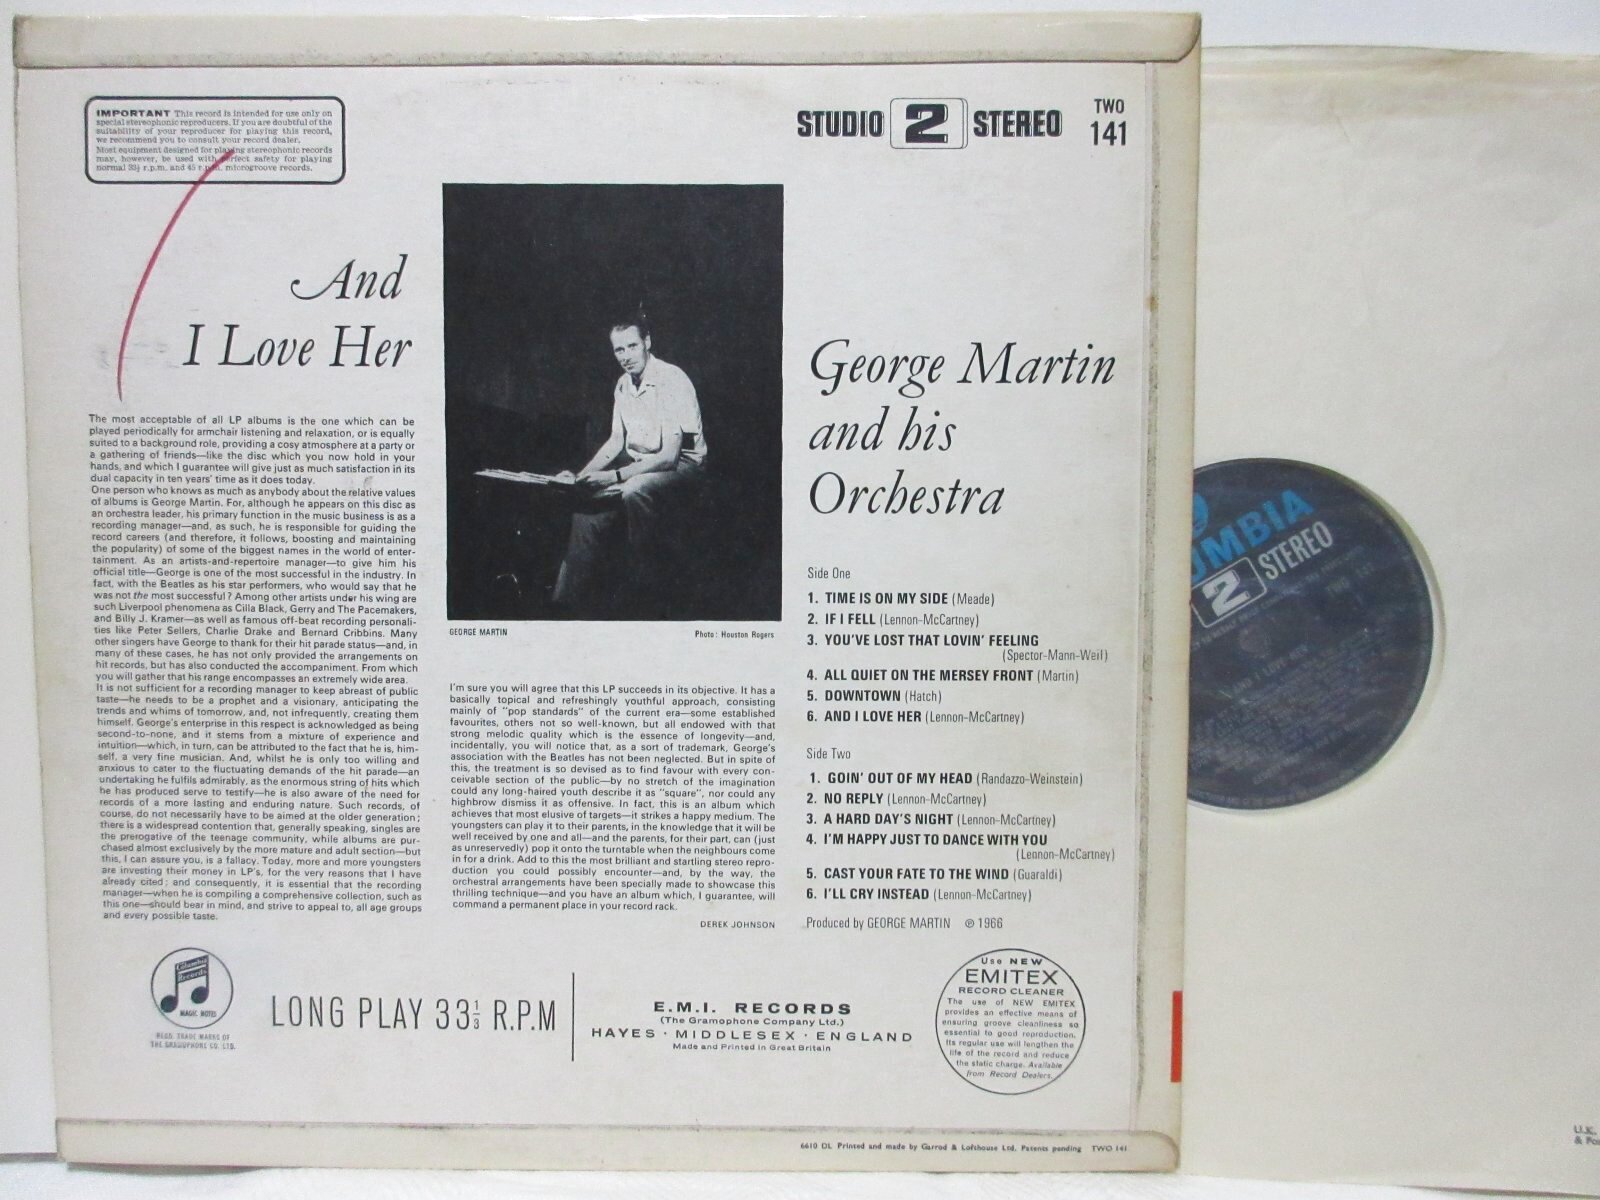 IMPORTANT This record is intended for use only on
special stereophonic reproducers. If you are doubtful of the
suitability of your reproducer for playing this record,
we recommend you to consult your record dealer.
Most equipment designed for playing stereophonic records
may, however, be used with perfect safety for playing
normal 33⅓ r.p.m. and 45 r.p.m. microgroove records.
STUDIO 2 STEREO
TWO
141
And
I Love Her
The most acceptable of all LP albums is the one which can be
played periodically for armchair listening and relaxation, or is equally
suited to a background role, providing a cosy atmosphere at a party or
a gathering of friends—like the disc which you now hold in your
hands, and which I guarantee will give just as much satisfaction in its
dual capacity in ten years' time as it does today.
One person who knows as much as anybody about the relative values
of albums is George Martin. For, although he appears on this disc as
an orchestra leader, his primary function in the music business is as a
recording manager—and, as such, he is responsible for guiding the
record careers (and therefore, it follows, boosting and maintaining
the popularity) of some of the biggest names in the world of enter-
tainment. As an artists-and-repertoire manager—to give him his
official title—George is one of the most successful in the industry. In
fact, with the Beatles as his star performers, who would say that he
was not the most successful? Among other artists under his wing are
such Liverpool phenomena as Cilla Black, Gerry and The Pacemakers,
and Billy J. Kramer—as well as famous off-beat recording personali-
ties like Peter Sellers, Charlie Drake and Bernard Cribbins. Many
other singers have George to thank for their hit parade status—and, in
many of these cases, he has not only provided the arrangements on
hit records, but has also conducted the accompaniment. From which
you will gather that his range encompasses an extremely wide area.
It is not sufficient for a recording manager to keep abreast of public
taste—he needs to be a prophet and a visionary, anticipating the
trends and whims of tomorrow, and, not infrequently, creating them
himself. George's enterprise in this respect is acknowledged as being
second-to-none, and it stems from a mixture of experience and
intuition—which, in turn, can be attributed to the fact that he is, him-
self, a very fine musician. And, whilst he is only too willing and
anxious to cater to the fluctuating demands of the hit parade—an
undertaking he fulfils admirably, as the enormous string of hits which
he has produced serve to testify—he is also aware of the need for
records of a more lasting and enduring nature. Such records, of
course, do not necessarily have to be aimed at the older generation;
there is a widespread contention that, generally speaking, singles are
the prerogative of the teenage community, while albums are pur-
chased almost exclusively by the more mature and adult section—but
this, I can assure you, is a fallacy. Today, more and more youngsters
are investing their money in LP's, for the very reasons that I have
already cited; and consequently, it is essential that the recording
manager—when he is compiling a comprehensive collection, such as
this one—should bear in mind, and strive to appeal to, all age groups
and every possible taste.
GEORGE MARTIN
Photo: Houston Rogers
I'm sure you will agree that this LP succeeds in its objective. It has a
basically topical and refreshingly youthful approach, consisting
mainly of "pop standards" of the current era—some established
favourites, others not so well-known, but all endowed with that
strong melodic quality which is the essence of longevity—and,
incidentally, you will notice that, as a sort of trademark, George's
association with the Beatles has not been neglected. But in spite of
this, the treatment is so devised as to find favour with every con-
ceivable section of the public—by no stretch of the imagination
could any long-haired youth describe it as "square", nor could any
highbrow dismiss it as offensive. In fact, this is an album which
achieves that most elusive of targets—it strikes a happy medium. The
youngsters can play it to their parents, in the knowledge that it will be
well received by one and all—and the parents, for their part, can (just
as unreservedly) pop it onto the turntable when the neighbours come
in for a drink. Add to this the most brilliant and startling stereo repro-
duction you could possibly encounter—and, by the way, the
orchestral arrangements have been specially made to showcase this
thrilling technique—and you have an album which, I guarantee, will
command a permanent place in your record rack.
DEREK JOHNSON
George Martin
and his
Orchestra
Side One
1. TIME IS ON MY SIDE (Meade)
2. IF I FELL (Lennon–McCartney)
3. YOU'VE LOST THAT LOVIN' FEELING
(Spector–Mann–Weil)
4. ALL QUIET ON THE MERSEY FRONT (Martin)
5. DOWNTOWN (Hatch)
6. AND I LOVE HER (Lennon–McCartney)
Side Two
1. GOIN' OUT OF MY HEAD (Randazzo–Weinstein)
2. NO REPLY (Lennon–McCartney)
3. A HARD DAY'S NIGHT (Lennon–McCartney)
4. I'M HAPPY JUST TO DANCE WITH YOU
(Lennon–McCartney)
5. CAST YOUR FATE TO THE WIND (Guaraldi)
6. I'LL CRY INSTEAD (Lennon–McCartney)
Produced by GEORGE MARTIN ℗ 1966
Columbia
Records
MAGIC NOTES
REGD. TRADE MARKS OF
THE GRAMOPHONE CO. LTD.
LONG PLAY 33⅓ R.P.M
E.M.I. RECORDS
(The Gramophone Company Ltd.)
HAYES · MIDDLESEX · ENGLAND
Made and Printed in Great Britain
Use NEW
EMITEX
RECORD CLEANER
The use of NEW EMITEX
provides an effective means of
ensuring groove cleanliness so
essential to good reproduction.
Its regular use will lengthen the
life of the record and reduce
the static charge. Available
from Record Dealers.
6610 DL Printed and made by Garrod & Lofthouse Ltd. Patents pending TWO 141
UMBIA
2 STEREO
AND I LOVE HER
U.K.